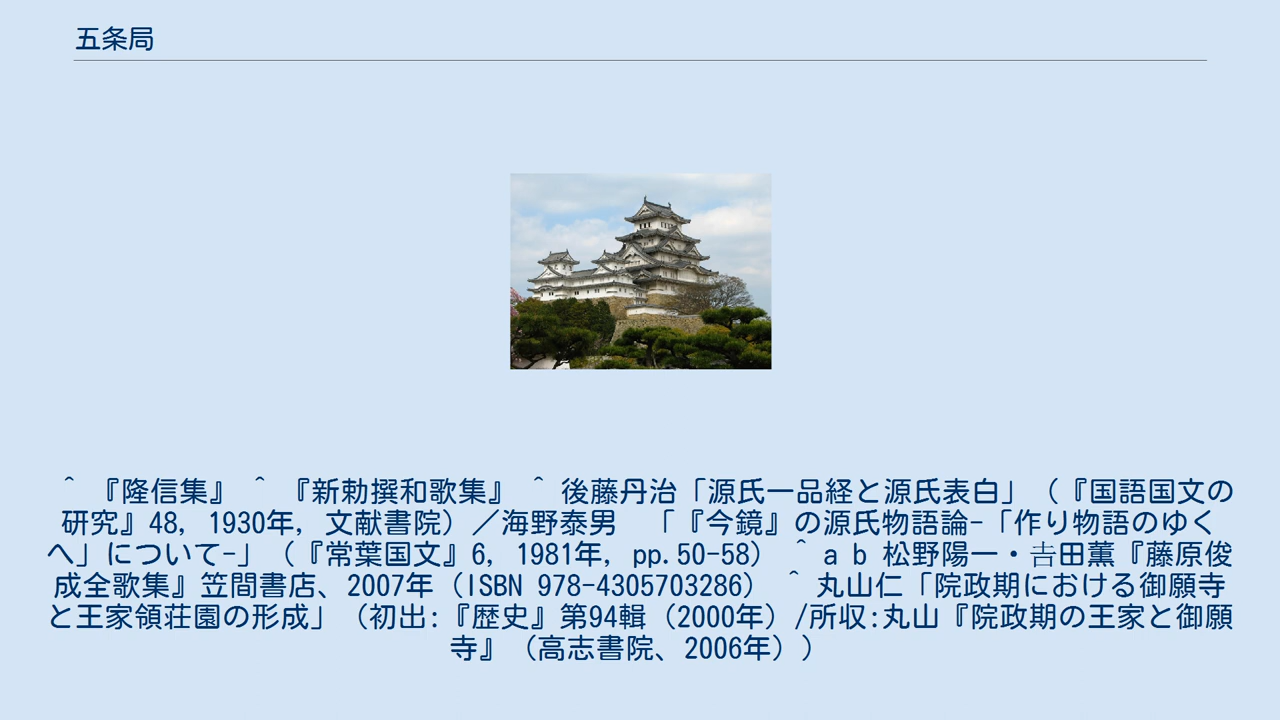 五条局
^ 『隆信集』 ^ 『新勅撰和歌集』 ^ 後藤丹治「源氏一品経と源氏表白」（『国語国文の
研究』48, 1930年, 文献書院）／海野泰男　「『今鏡』の源氏物語論-「作り物語のゆく
へ」について-」（『常葉国文』6, 1981年, pp.50-58） ^ a b 松野陽一・𠮷田薫『藤原俊
成全歌集』笠間書店、2007年（ISBN 978-4305703286） ^ 丸山仁「院政期における御願寺
と王家領荘園の形成」（初出:『歴史』第94輯（2000年）/所収:丸山『院政期の王家と御願
寺』（高志書院、2006年））